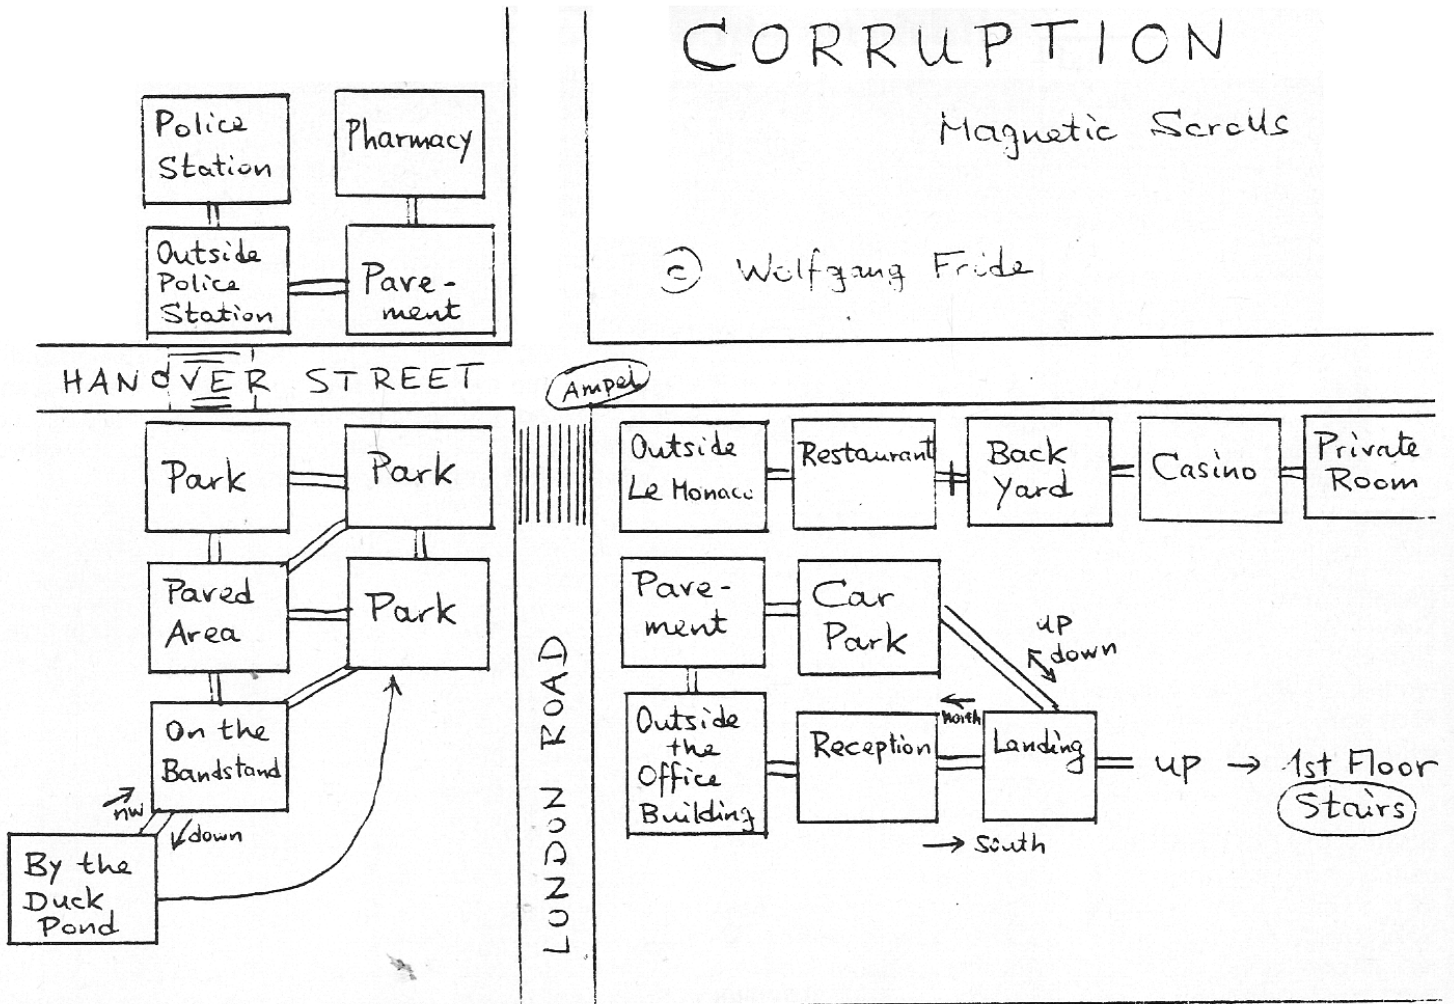 CORRUPTION
Magnetic Scrolls
© Wolfgang Fride
Police
Station
Pharmacy
Outside
Police
Station
Pave-
ment
HANOVER STREET
Ampel
Park
Park
Outside
Le Monaco
Restaurant
Back
Yard
Casino
Private
Room
Paved
Area
Park
Pave-
ment
Car
Park
up
down
LONDON ROAD
On the
Bandstand
nw
down
By the
Duck
Pond
Outside
the
Office
Building
Reception
north
Landing
South
UP → 1st Floor
Stairs